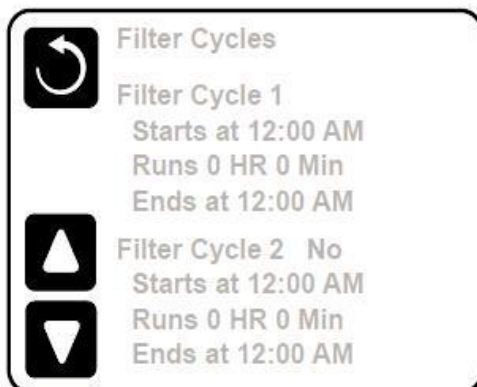 Filter Cycles
Filter Cycle 1
Starts at 12:00 AM
Runs 0 HR 0 Min
Ends at 12:00 AM
Filter Cycle 2 No
Starts at 12:00 AM
Runs 0 HR 0 Min
Ends at 12:00 AM